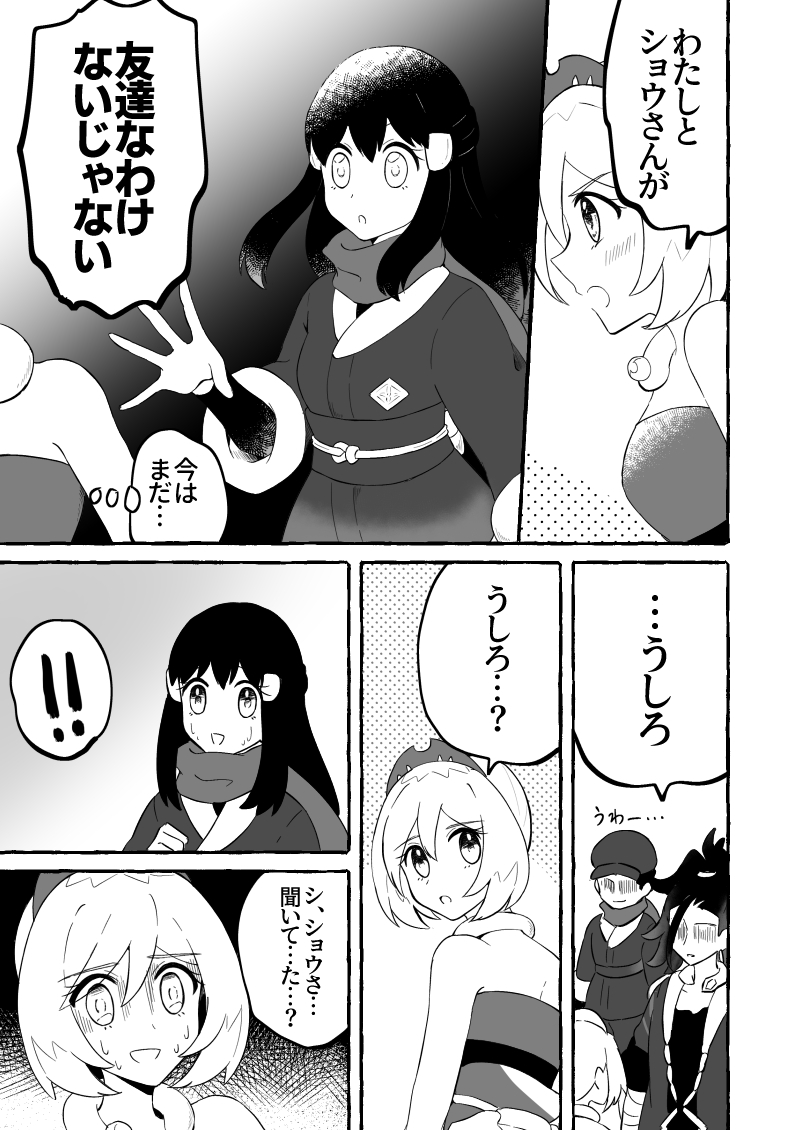 わたしと
ショウさんが
友達なわけ
ないじゃない
今は
まだ…
…うしろ
うわー…
うしろ…？
!!
シ、ショウさ…
聞いて…た…？